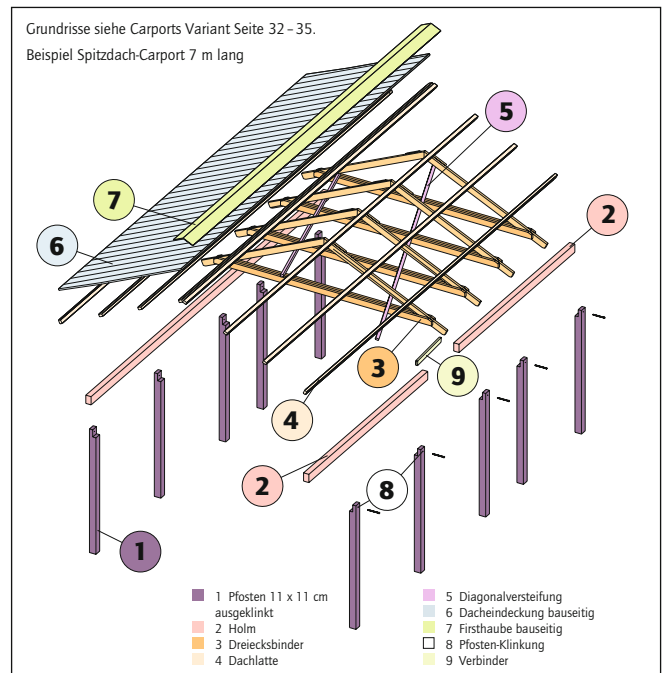 Grundrisse siehe Carports Variant Seite 32–35.
Beispiel Spitzdach-Carport 7 m lang
5
2
7
6
3
9
4
2
8
1
1 Pfosten 11 x 11 cm
ausgeklinkt
2 Holm
3 Dreiecksbinder
4 Dachlatte
5 Diagonalversteifung
6 Dacheindeckung bauseitig
7 Firsthaube bauseitig
8 Pfosten-Klinkung
9 Verbinder